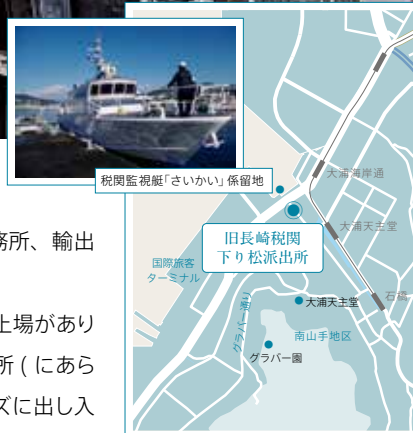 税関監視艇「さいかい」係留地
務所、輸出
上場があり
所 ( にあら
ズに出し入
大浦海岸通
旧長崎税関
下り松派出所
大浦天主堂
国際旅客
ターミナル
石橋
グラバー通り
大浦天主堂
南山手地区
グラバー園